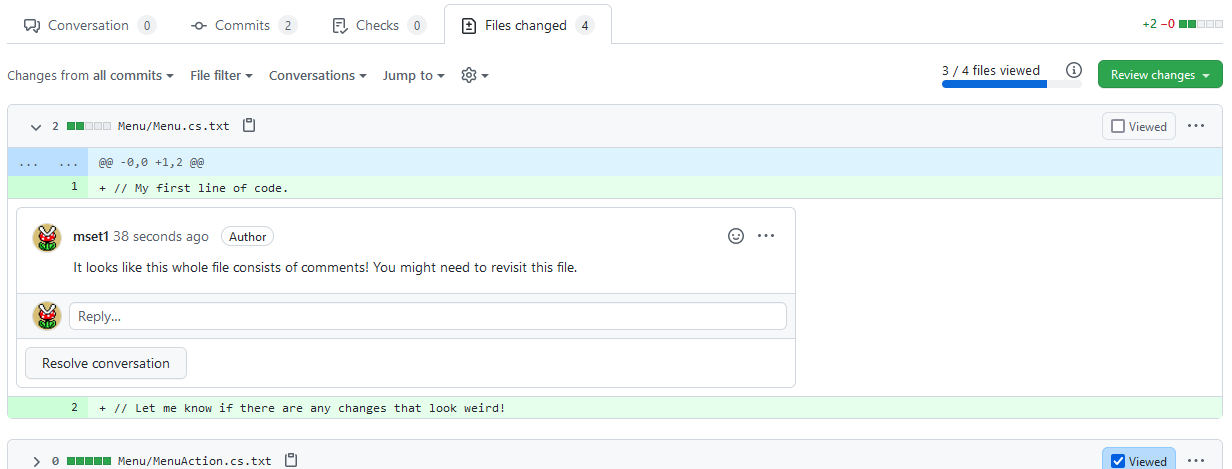 Conversation 0 Commits 2 Checks 0 Files changed 4 +2 −0
Changes from all commits File filter Conversations Jump to 3 / 4 files viewed Review changes
2 Menu/Menu.cs.txt Viewed
... ... @@ -0,0 +1,2 @@
1 + // My first line of code.
mset1 38 seconds ago Author
It looks like this whole file consists of comments! You might need to revisit this file.
Reply...
Resolve conversation
2 + // Let me know if there are any changes that look weird!
0 Menu/MenuAction.cs.txt Viewed